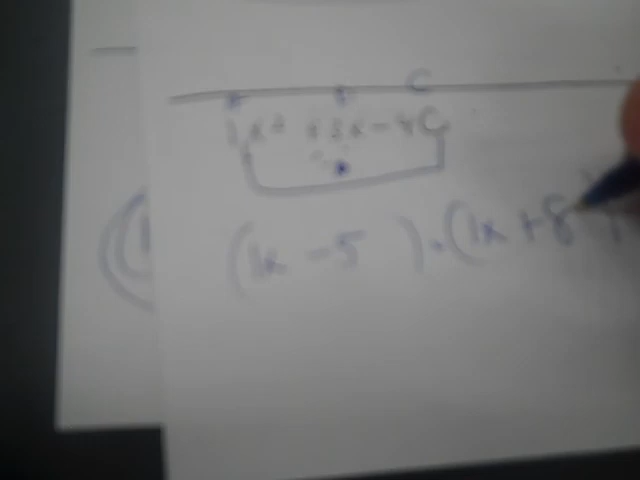 C
1x² + 3x - 40
(1x - 5) · (1x + 8)